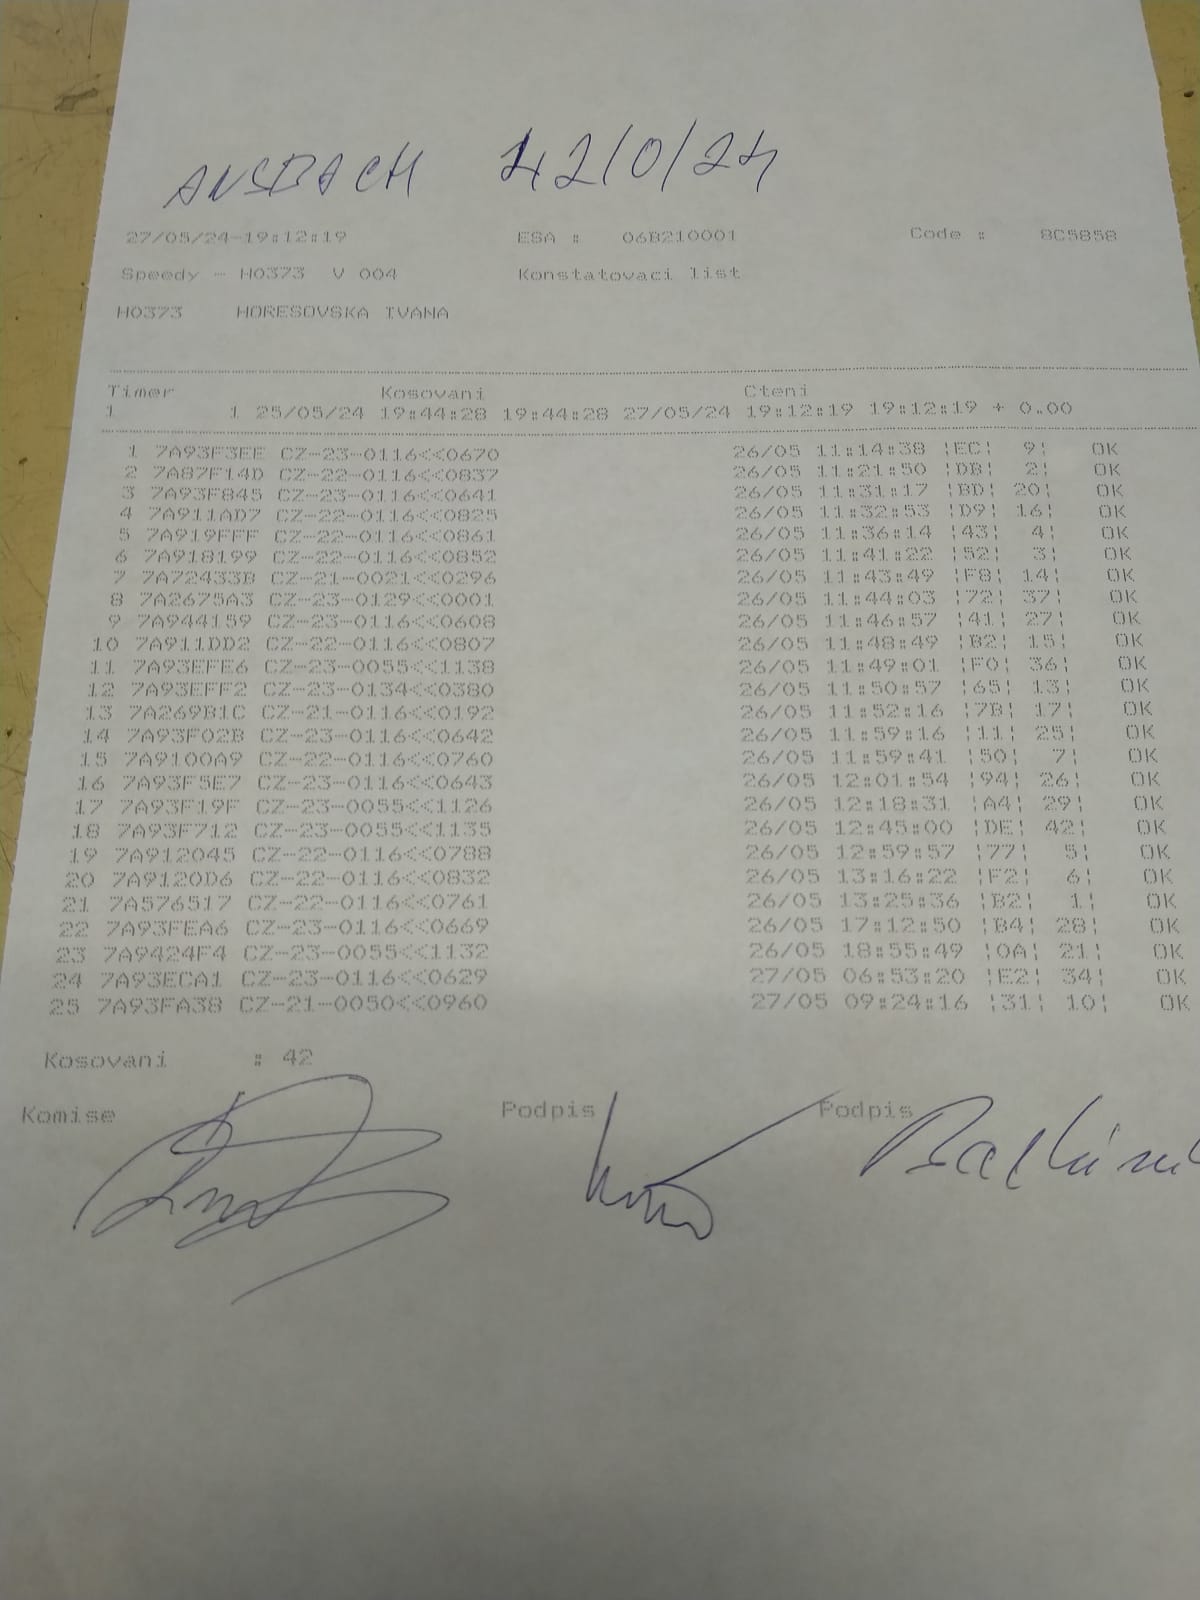 ANSBACH 42/0/24
27/05/24-19:12:19 ESA : 06B210001 Code : 8C5858
Speedy - H0373 V 004 Konstatovaci list
H0373 HORESOVSKA IVANA
Timer Kosovani Cteni
1 1 25/05/24 19:44:28 19:44:28 27/05/24 19:12:19 19:12:19 + 0.00
1 7A93F3EE CZ-23-0116<<0670 26/05 11:14:38 ¦EC¦ 9¦ OK
2 7A87F14D CZ-22-0116<<0837 26/05 11:21:50 ¦DB¦ 2¦ OK
3 7A93F845 CZ-23-0116<<0641 26/05 11:31:17 ¦BD¦ 20¦ OK
4 7A911AD7 CZ-22-0116<<0825 26/05 11:32:53 ¦D9¦ 16¦ OK
5 7A919FFF CZ-22-0116<<0861 26/05 11:36:14 ¦43¦ 4¦ OK
6 7A918199 CZ-22-0116<<0852 26/05 11:41:22 ¦52¦ 3¦ OK
7 7A72433B CZ-21-0021<<0296 26/05 11:43:49 ¦F8¦ 14¦ OK
8 7A2675A3 CZ-23-0129<<0001 26/05 11:44:03 ¦72¦ 37¦ OK
9 7A944159 CZ-23-0116<<0608 26/05 11:46:57 ¦41¦ 27¦ OK
10 7A911DD2 CZ-22-0116<<0807 26/05 11:48:49 ¦B2¦ 15¦ OK
11 7A93EFE6 CZ-23-0055<<1138 26/05 11:49:01 ¦F0¦ 36¦ OK
12 7A93EFF2 CZ-23-0134<<0380 26/05 11:50:57 ¦65¦ 13¦ OK
13 7A269B1C CZ-21-0116<<0192 26/05 11:52:16 ¦7B¦ 17¦ OK
14 7A93F02B CZ-23-0116<<0642 26/05 11:59:16 ¦11¦ 25¦ OK
15 7A9100A9 CZ-22-0116<<0760 26/05 11:59:41 ¦50¦ 7¦ OK
16 7A93F5E7 CZ-23-0116<<0643 26/05 12:01:54 ¦94¦ 26¦ OK
17 7A93F19F CZ-23-0055<<1126 26/05 12:18:31 ¦A4¦ 29¦ OK
18 7A93F712 CZ-23-0055<<1135 26/05 12:45:00 ¦DE¦ 42¦ OK
19 7A912045 CZ-22-0116<<0788 26/05 12:59:57 ¦77¦ 5¦ OK
20 7A9120D6 CZ-22-0116<<0832 26/05 13:16:22 ¦F2¦ 6¦ OK
21 7A576517 CZ-22-0116<<0761 26/05 13:25:36 ¦B2¦ 1¦ OK
22 7A93FEA6 CZ-23-0116<<0669 26/05 17:12:50 ¦B4¦ 28¦ OK
23 7A9424F4 CZ-23-0055<<1132 26/05 18:55:49 ¦0A¦ 21¦ OK
24 7A93ECA1 CZ-23-0116<<0629 27/05 06:53:20 ¦E2¦ 34¦ OK
25 7A93FA38 CZ-21-0050<<0960 27/05 09:24:16 ¦31¦ 10¦ OK
Kosovani : 42
Komise Podpis Podpis